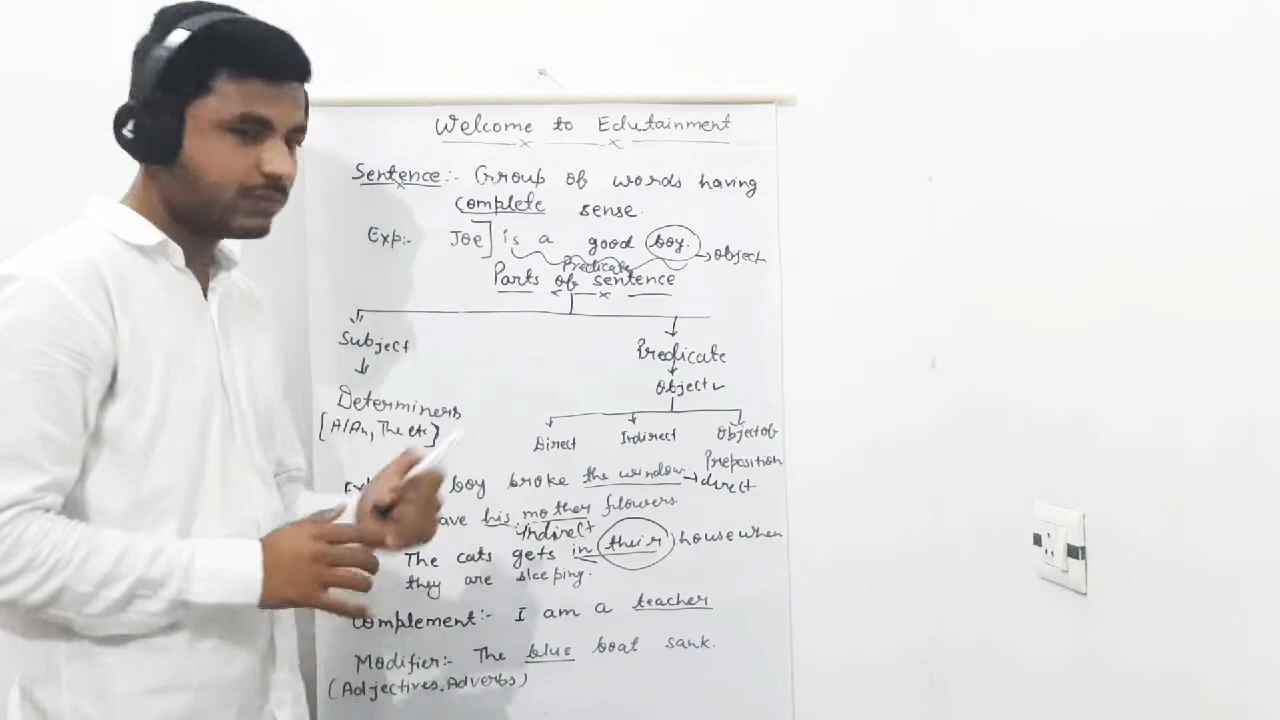 Welcome to Edutainment
Sentence:- Group of words having
complete sense.
Exp:- Joe] is a good boy. → object
Predicate
Parts of sentence
Subject
Predicate
Object
Determiners
[A/An, The etc]
Direct Indirect Object of
Preposition
boy broke the window → direct
ave his mother flowers
Indirect
The cats gets in their house when
they are sleeping.
Complement:- I am a teacher
Modifier:- The blue boat sank.
(Adjectives, Adverbs)